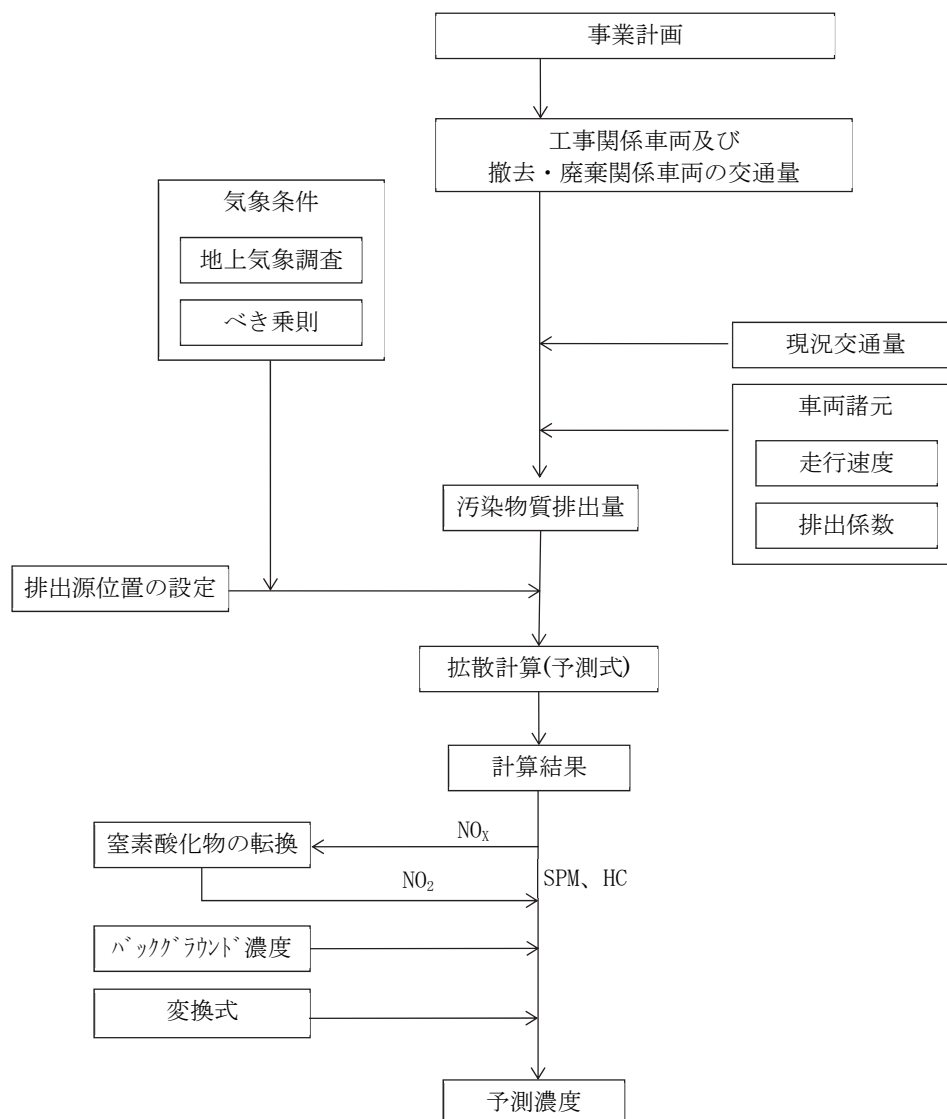 事業計画
工事関係車両及び
撤去・廃棄関係車両の交通量
気象条件
地上気象調査
べき乗則
現況交通量
車両諸元
走行速度
排出係数
汚染物質排出量
排出源位置の設定
拡散計算(予測式)
計算結果
NOX
窒素酸化物の転換
NO2
SPM、HC
ﾊﾞｯｸｸﾞﾗｳﾝﾄﾞ濃度
変換式
予測濃度